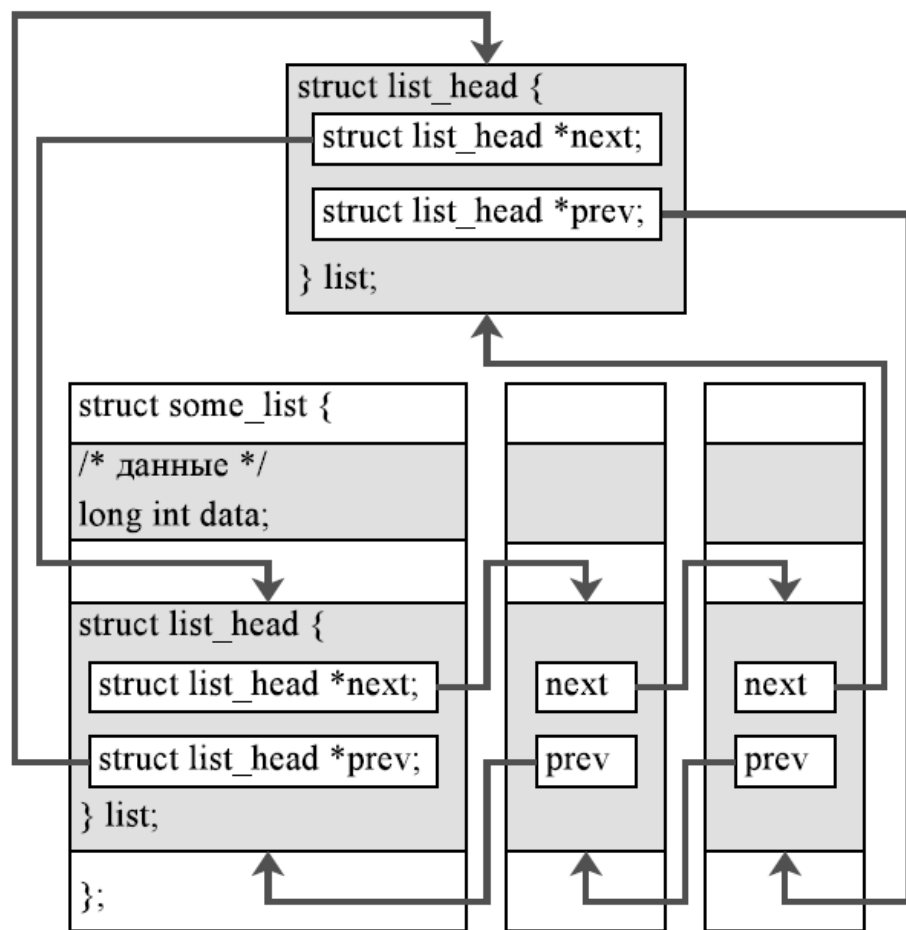 struct list_head {
struct list_head *next;
struct list_head *prev;
} list;
struct some_list {
/* данные */
long int data;
struct list_head {
struct list_head *next;
struct list_head *prev;
} list;
};
next
prev
next
prev